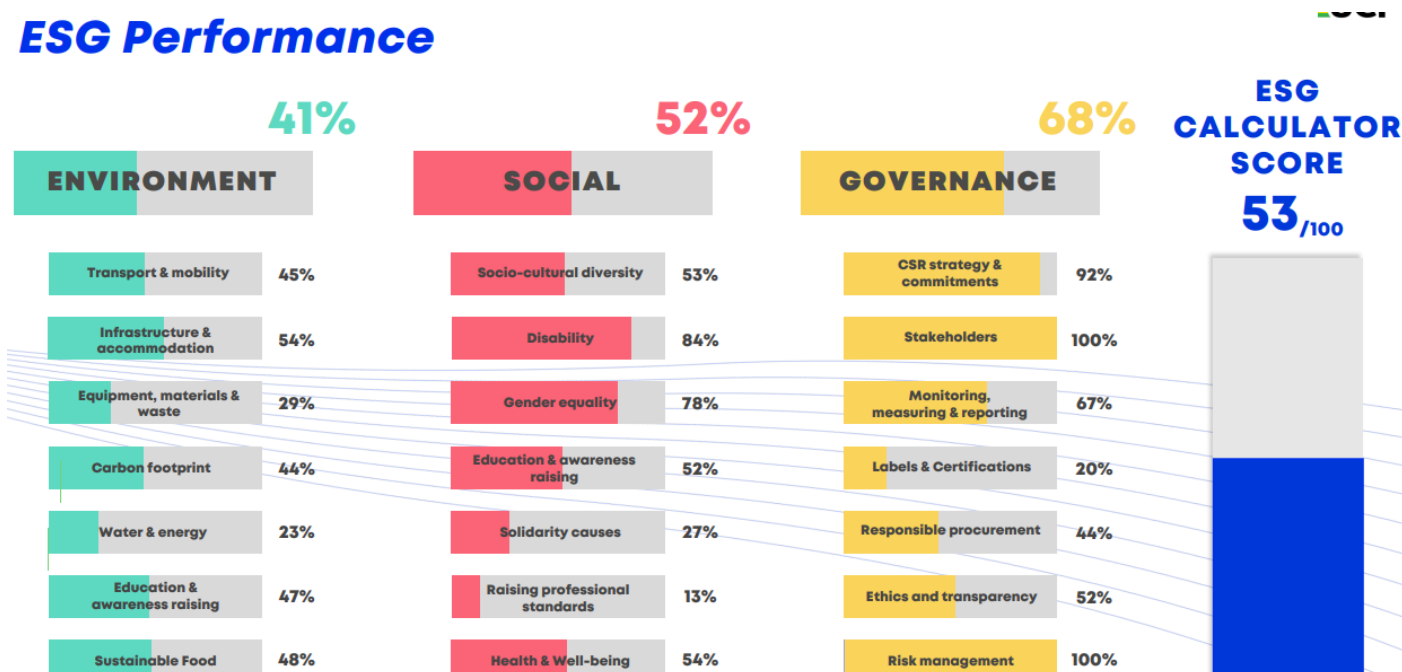 ESG Performance
41%
52%
68%
ESG
CALCULATOR
SCORE
53/100
ENVIRONMENT
SOCIAL
GOVERNANCE
Transport & mobility 45%
Infrastructure &
accommodation 54%
Equipment, materials &
waste 29%
Carbon footprint 44%
Water & energy 23%
Education &
awareness raising 47%
Sustainable Food 48%
Socio-cultural diversity 53%
Disability 84%
Gender equality 78%
Education & awareness
raising 52%
Solidarity causes 27%
Raising professional
standards 13%
Health & Well-being 54%
CSR strategy &
commitments 92%
Stakeholders 100%
Monitoring,
measuring & reporting 67%
Labels & Certifications 20%
Responsible procurement 44%
Ethics and transparency 52%
Risk management 100%